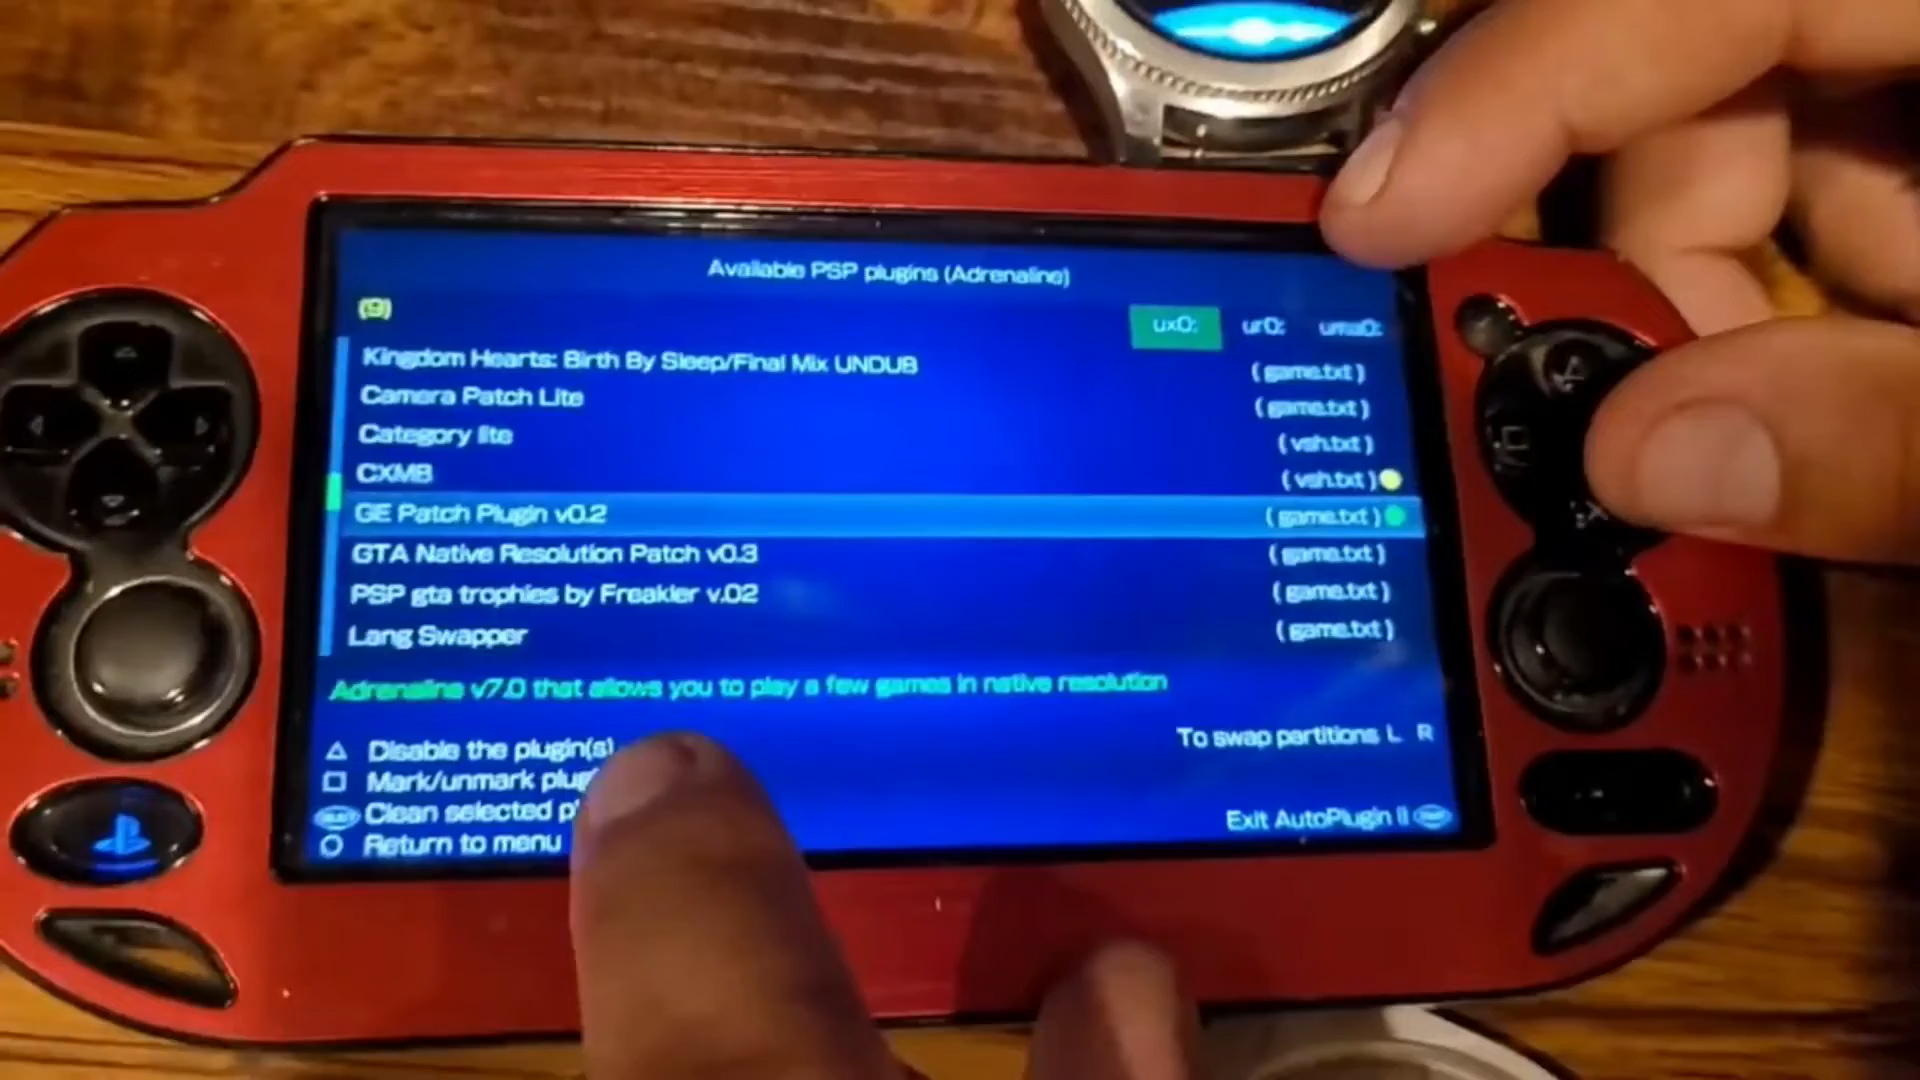 Available PSP plugins (Adrenaline)
(9)
ux0: ur0: uma0:
Kingdom Hearts: Birth By Sleep/Final Mix UNDUB (game.txt)
Camera Patch Lite (game.txt)
Category lite (vsh.txt)
CXMB (vsh.txt)
GE Patch Plugin v0.2 (game.txt)
GTA Native Resolution Patch v0.3 (game.txt)
PSP gta trophies by Freakler v.02 (game.txt)
Lang Swapper (game.txt)
Adrenaline v7.0 that allows you to play a few games in native resolution
△ Disable the plugin(s) To swap partitions L R
□ Mark/unmark
Clean selected Exit AutoPlugin II
○ Return to menu